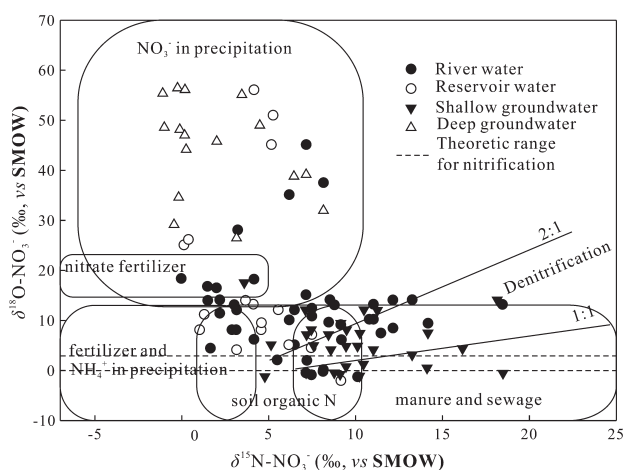 70
60
50
40
30
20
10
0
-10
δ¹⁸O-NO₃⁻ (‰, vs SMOW)
NO₃⁻ in precipitation
River water
Reservoir water
Shallow groundwater
Deep groundwater
Theoretic range
for nitrification
nitrate fertilizer
2:1
Denitrification
1:1
fertilizer and
NH₄⁺ in precipitation
soil organic N
manure and sewage
-5 0 5 10 15 20 25
δ¹⁵N-NO₃⁻ (‰, vs SMOW)